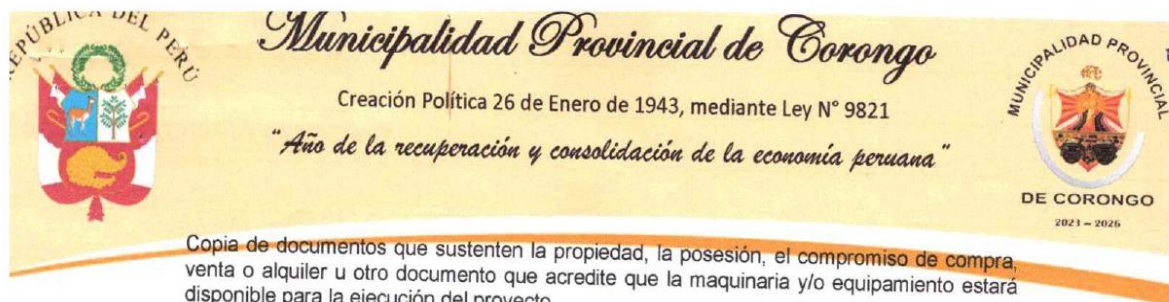 REPÚBLICA DEL PERÚ
Municipalidad Provincial de Corongo
Creación Política 26 de Enero de 1943, mediante Ley N° 9821
"Año de la recuperación y consolidación de la economía peruana"
MUNICIPALIDAD PROVINCIAL
DE CORONGO
2023 – 2026
Copia de documentos que sustenten la propiedad, la posesión, el compromiso de compra,
venta o alquiler u otro documento que acredite que la maquinaria y/o equipamiento estará
disponible para la ejecución del proyecto